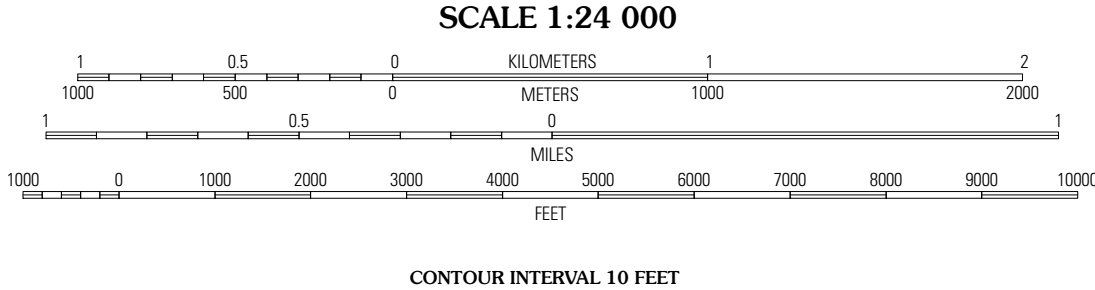 SCALE 1:24 000
1 0.5 0 KILOMETERS 1 2
1000 500 0 METERS 1000 2000
1 0.5 0 1
MILES
1000 0 1000 2000 3000 4000 5000 6000 7000 8000 9000 10000
FEET
CONTOUR INTERVAL 10 FEET